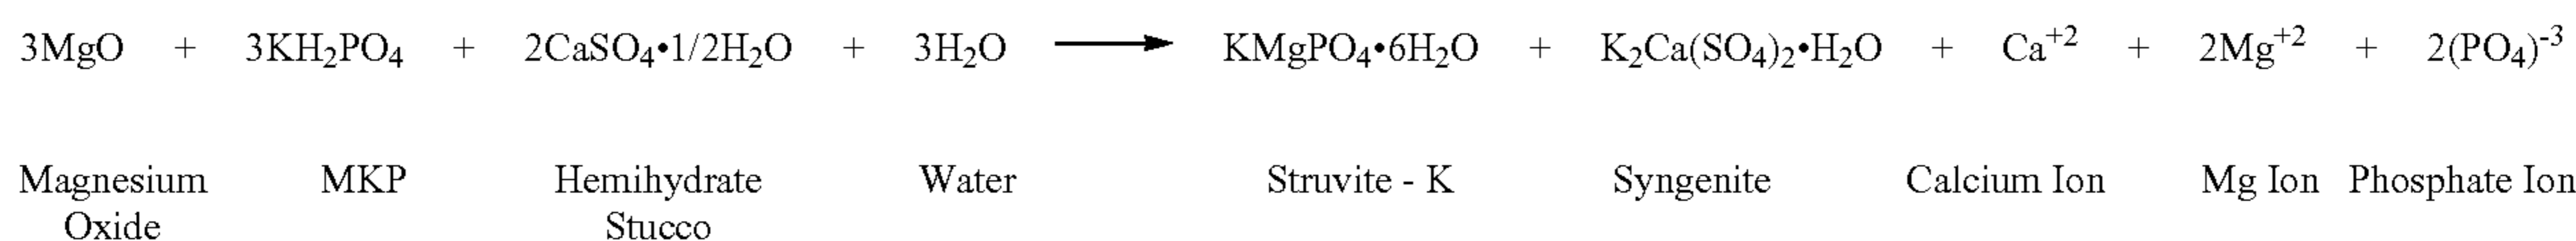 3MgO + 3KH₂PO₄ + 2CaSO₄•1/2H₂O + 3H₂O ⟶ KMgPO₄•6H₂O + K₂Ca(SO₄)₂•H₂O + Ca⁺² + 2Mg⁺² + 2(PO₄)⁻³
Magnesium MKP Hemihydrate Water Struvite - K Syngenite Calcium Ion Mg Ion Phosphate Ion
Oxide Stucco